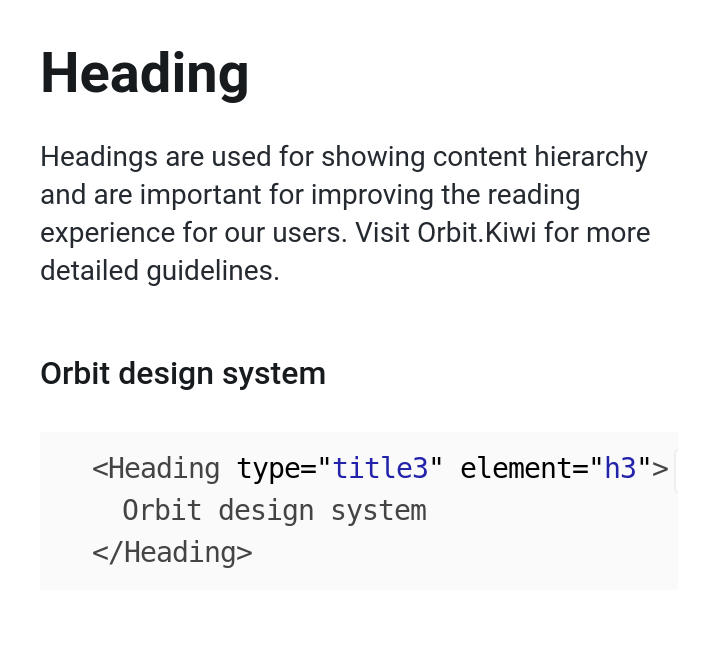 Heading
Headings are used for showing content hierarchy
and are important for improving the reading
experience for our users. Visit Orbit.Kiwi for more
detailed guidelines.
Orbit design system
<Heading type="title3" element="h3">
  Orbit design system
</Heading>